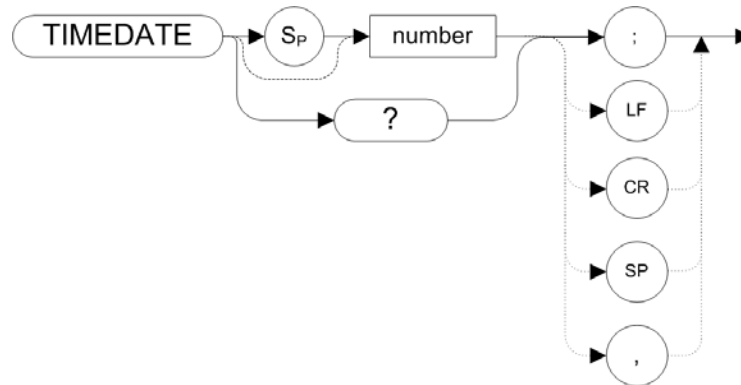 TIMEDATE
SP
number
;
?
LF
CR
SP
,